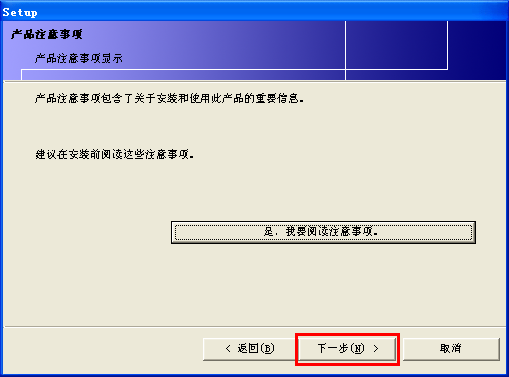 Setup
产品注意事项
产品注意事项显示
产品注意事项包含了关于安装和使用此产品的重要信息。
建议在安装前阅读这些注意事项。
是，我要阅读注意事项。
< 返回(B)
下一步(N) >
取消